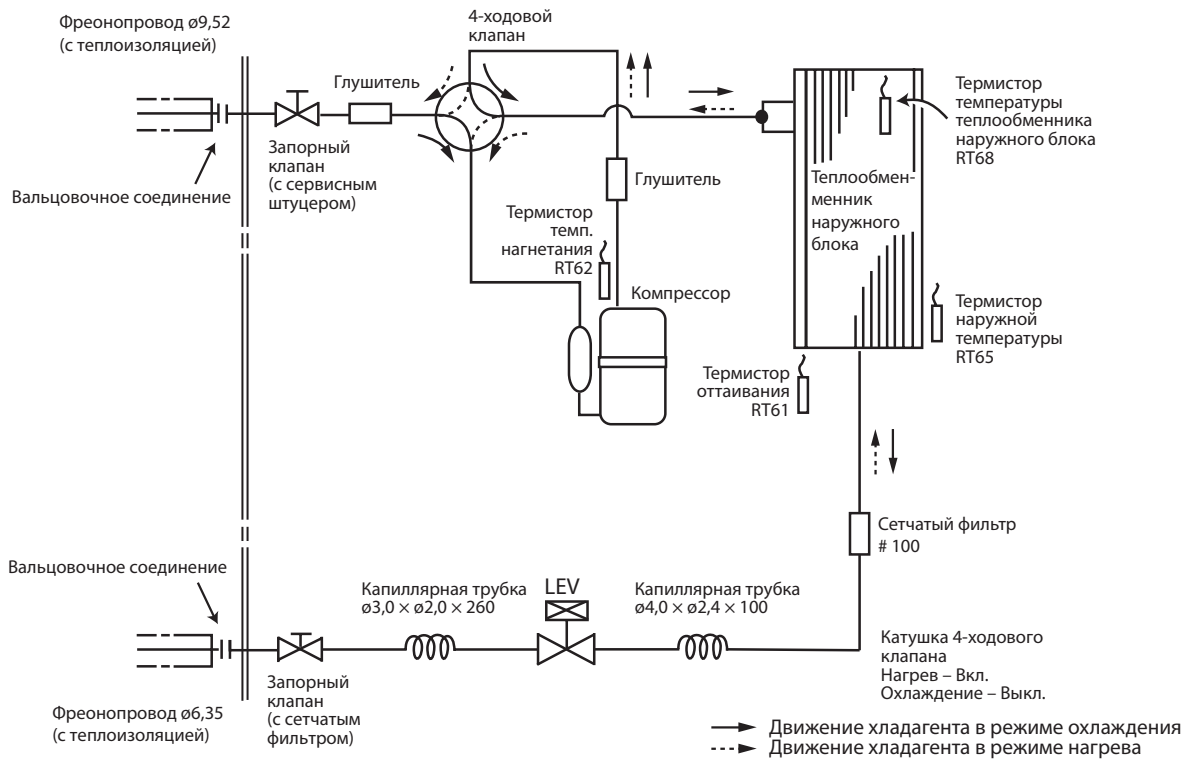 Фреонопровод ø9,52
(с теплоизоляцией)
4-ходовой
клапан
Глушитель
Запорный
клапан
(с сервисным
штуцером)
Вальцовочное соединение
Глушитель
Термистор
темп.
нагнетания
RT62
Компрессор
Термистор
температуры
теплообменника
наружного блока
RT68
Теплообмен-
менник
наружного
блока
Термистор
наружной
температуры
RT65
Термистор
оттаивания
RT61
Сетчатый фильтр
# 100
Вальцовочное соединение
Капиллярная трубка
ø3,0 × ø2,0 × 260
LEV
Капиллярная трубка
ø4,0 × ø2,4 × 100
Катушка 4-ходового
клапана
Нагрев – Вкл.
Охлаждение – Выкл.
Запорный
клапан
(с сетчатым
фильтром)
Фреонопровод ø6,35
(с теплоизоляцией)
Движение хладагента в режиме охлаждения
Движение хладагента в режиме нагрева